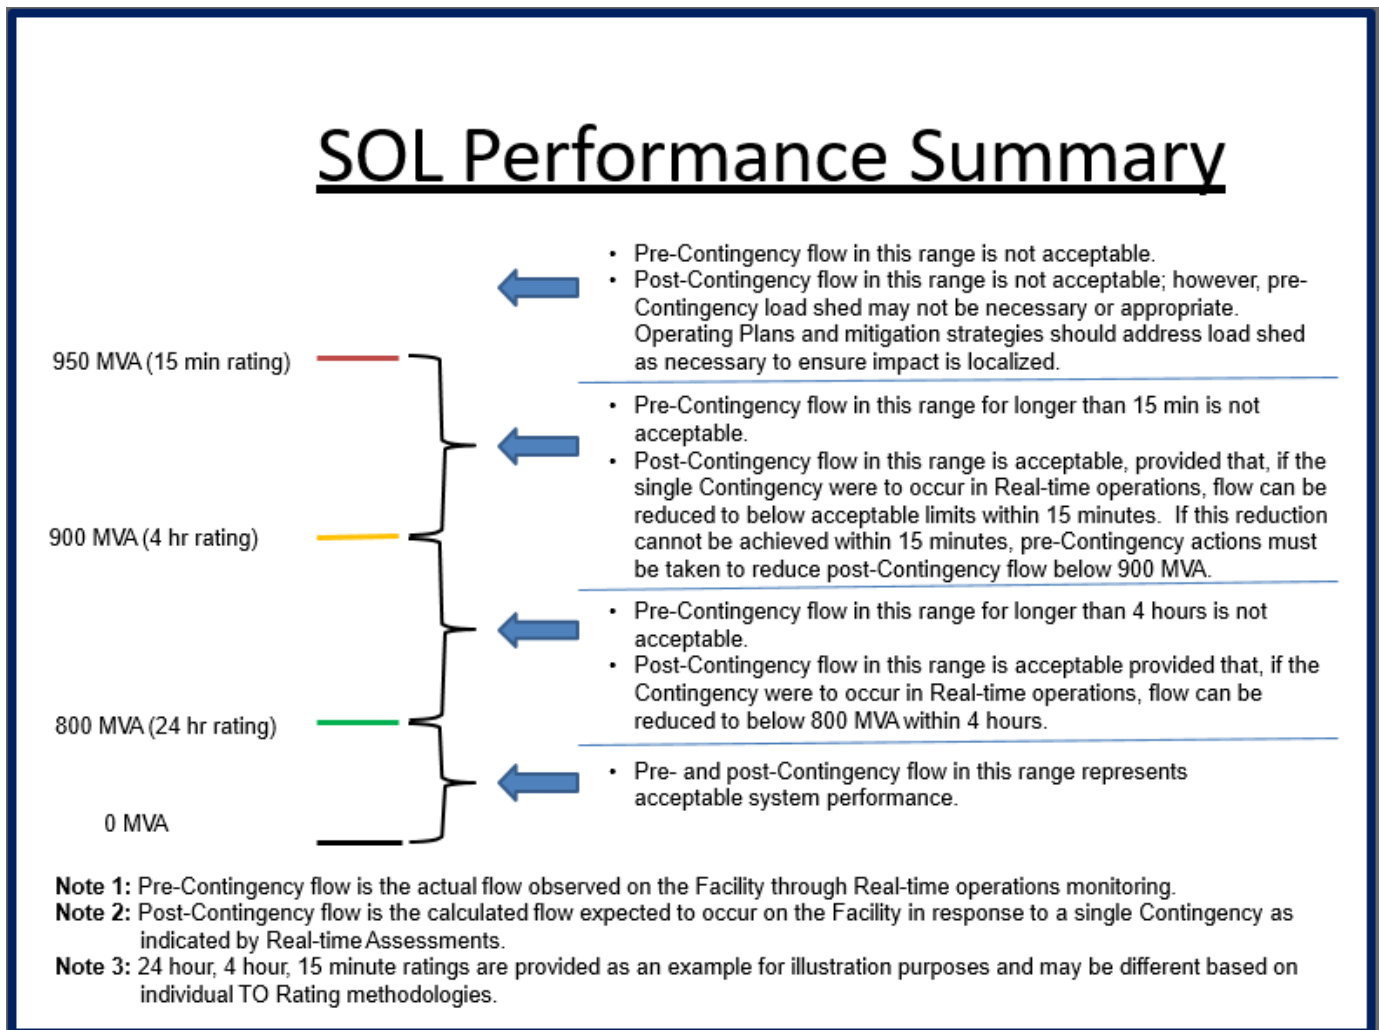 SOL Performance Summary
• Pre-Contingency flow in this range is not acceptable.
• Post-Contingency flow in this range is not acceptable; however, pre-
Contingency load shed may not be necessary or appropriate.
Operating Plans and mitigation strategies should address load shed
as necessary to ensure impact is localized.
950 MVA (15 min rating)
• Pre-Contingency flow in this range for longer than 15 min is not
acceptable.
• Post-Contingency flow in this range is acceptable, provided that, if the
single Contingency were to occur in Real-time operations, flow can be
reduced to below acceptable limits within 15 minutes.  If this reduction
cannot be achieved within 15 minutes, pre-Contingency actions must
be taken to reduce post-Contingency flow below 900 MVA.
900 MVA (4 hr rating)
• Pre-Contingency flow in this range for longer than 4 hours is not
acceptable.
• Post-Contingency flow in this range is acceptable provided that, if the
Contingency were to occur in Real-time operations, flow can be
reduced to below 800 MVA within 4 hours.
800 MVA (24 hr rating)
• Pre- and post-Contingency flow in this range represents
acceptable system performance.
0 MVA
Note 1: Pre-Contingency flow is the actual flow observed on the Facility through Real-time operations monitoring.
Note 2: Post-Contingency flow is the calculated flow expected to occur on the Facility in response to a single Contingency as
indicated by Real-time Assessments.
Note 3: 24 hour, 4 hour, 15 minute ratings are provided as an example for illustration purposes and may be different based on
individual TO Rating methodologies.